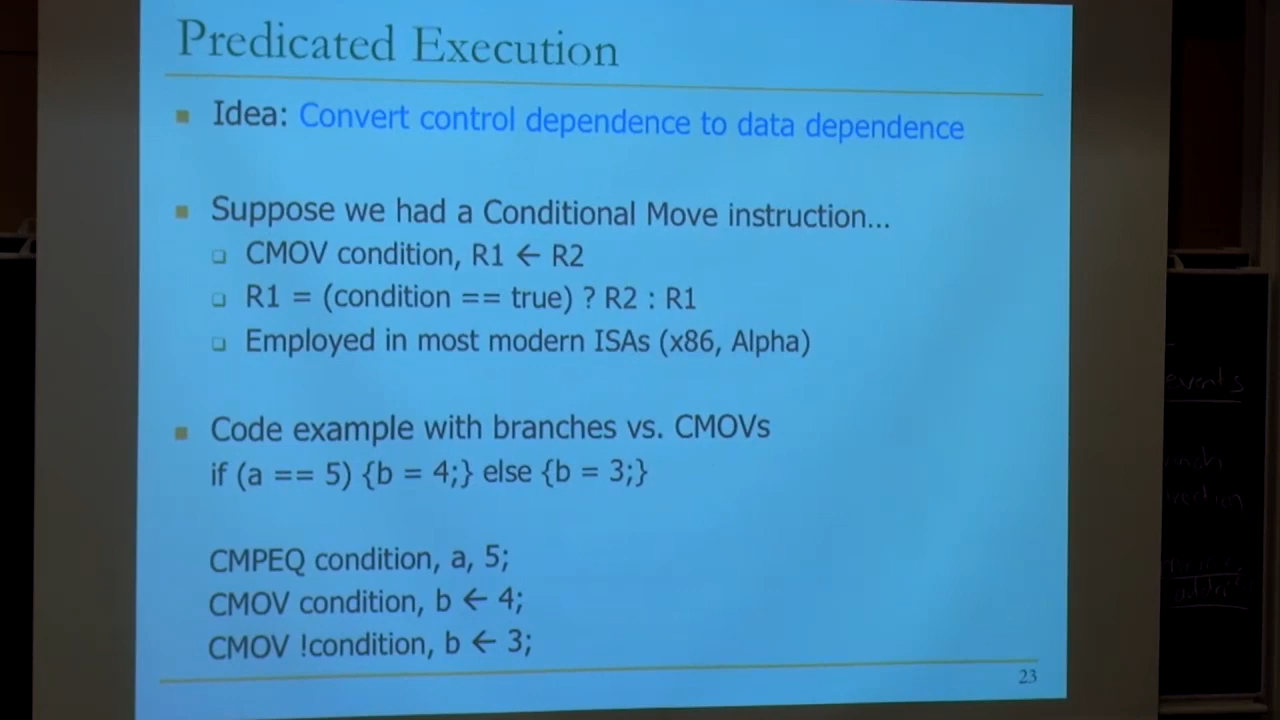 Predicated Execution
Idea: Convert control dependence to data dependence
Suppose we had a Conditional Move instruction...
CMOV condition, R1 ← R2
R1 = (condition == true) ? R2 : R1
Employed in most modern ISAs (x86, Alpha)
Code example with branches vs. CMOVs
if (a == 5) {b = 4;} else {b = 3;}
CMPEQ condition, a, 5;
CMOV condition, b ← 4;
CMOV !condition, b ← 3;
23
events